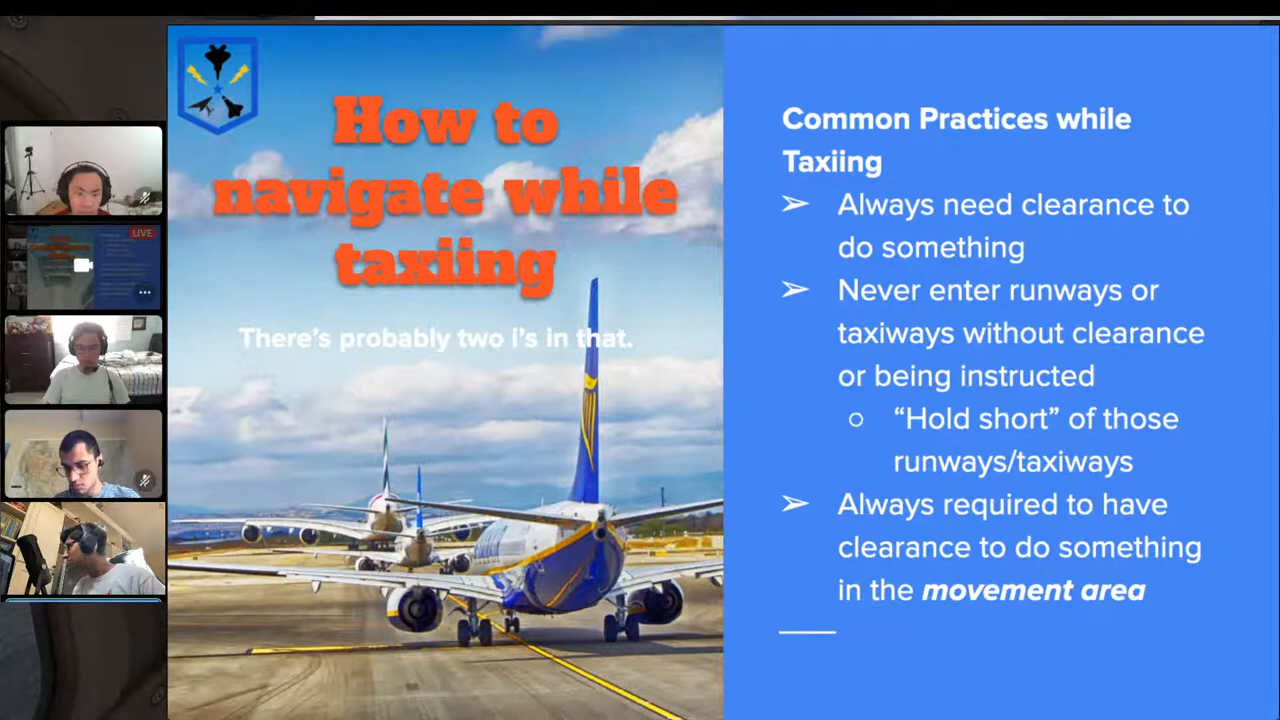 LIVE
How to
navigate while
taxiing
There's probably two i's in that.
Common Practices while
Taxiing
➢ Always need clearance to
do something
➢ Never enter runways or
taxiways without clearance
or being instructed
○ “Hold short” of those
runways/taxiways
➢ Always required to have
clearance to do something
in the movement area